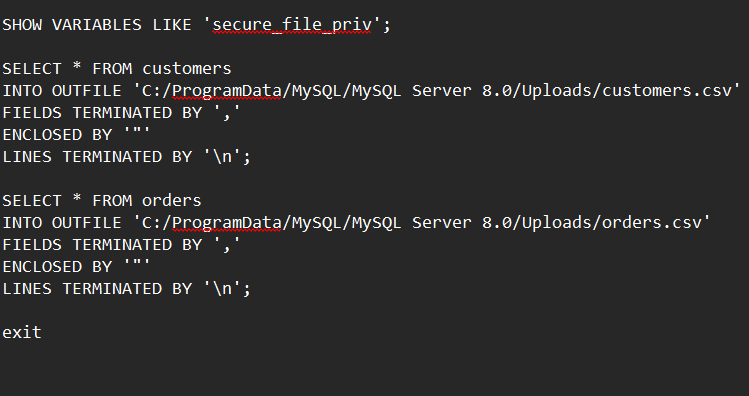 SHOW VARIABLES LIKE 'secure_file_priv';
SELECT * FROM customers
INTO OUTFILE 'C:/ProgramData/MySQL/MySQL Server 8.0/Uploads/customers.csv'
FIELDS TERMINATED BY ','
ENCLOSED BY '"'
LINES TERMINATED BY '\n';
SELECT * FROM orders
INTO OUTFILE 'C:/ProgramData/MySQL/MySQL Server 8.0/Uploads/orders.csv'
FIELDS TERMINATED BY ','
ENCLOSED BY '"'
LINES TERMINATED BY '\n';
exit